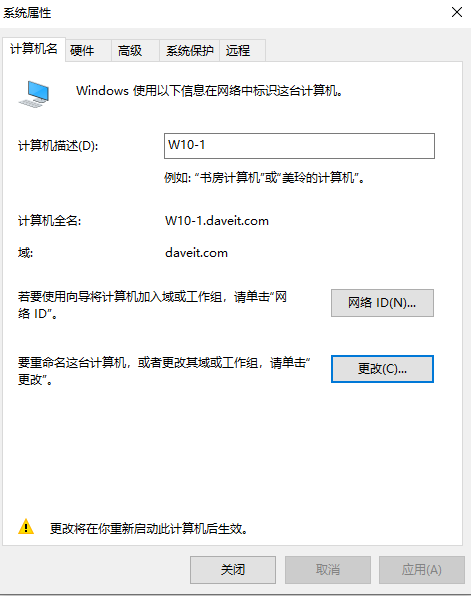 系统属性
计算机名 硬件 高级 系统保护 远程
Windows 使用以下信息在网络中标识这台计算机。
计算机描述(D): W10-1
例如: “书房计算机”或“美玲的计算机”。
计算机全名: W10-1.daveit.com
域: daveit.com
若要使用向导将计算机加入域或工作组，请单击“网
络 ID”。
网络 ID(N)...
要重命名这台计算机，或者更改其域或工作组，请单击“
更改”。
更改(C)...
更改将在你重新启动此计算机后生效。
关闭 取消 应用(A)